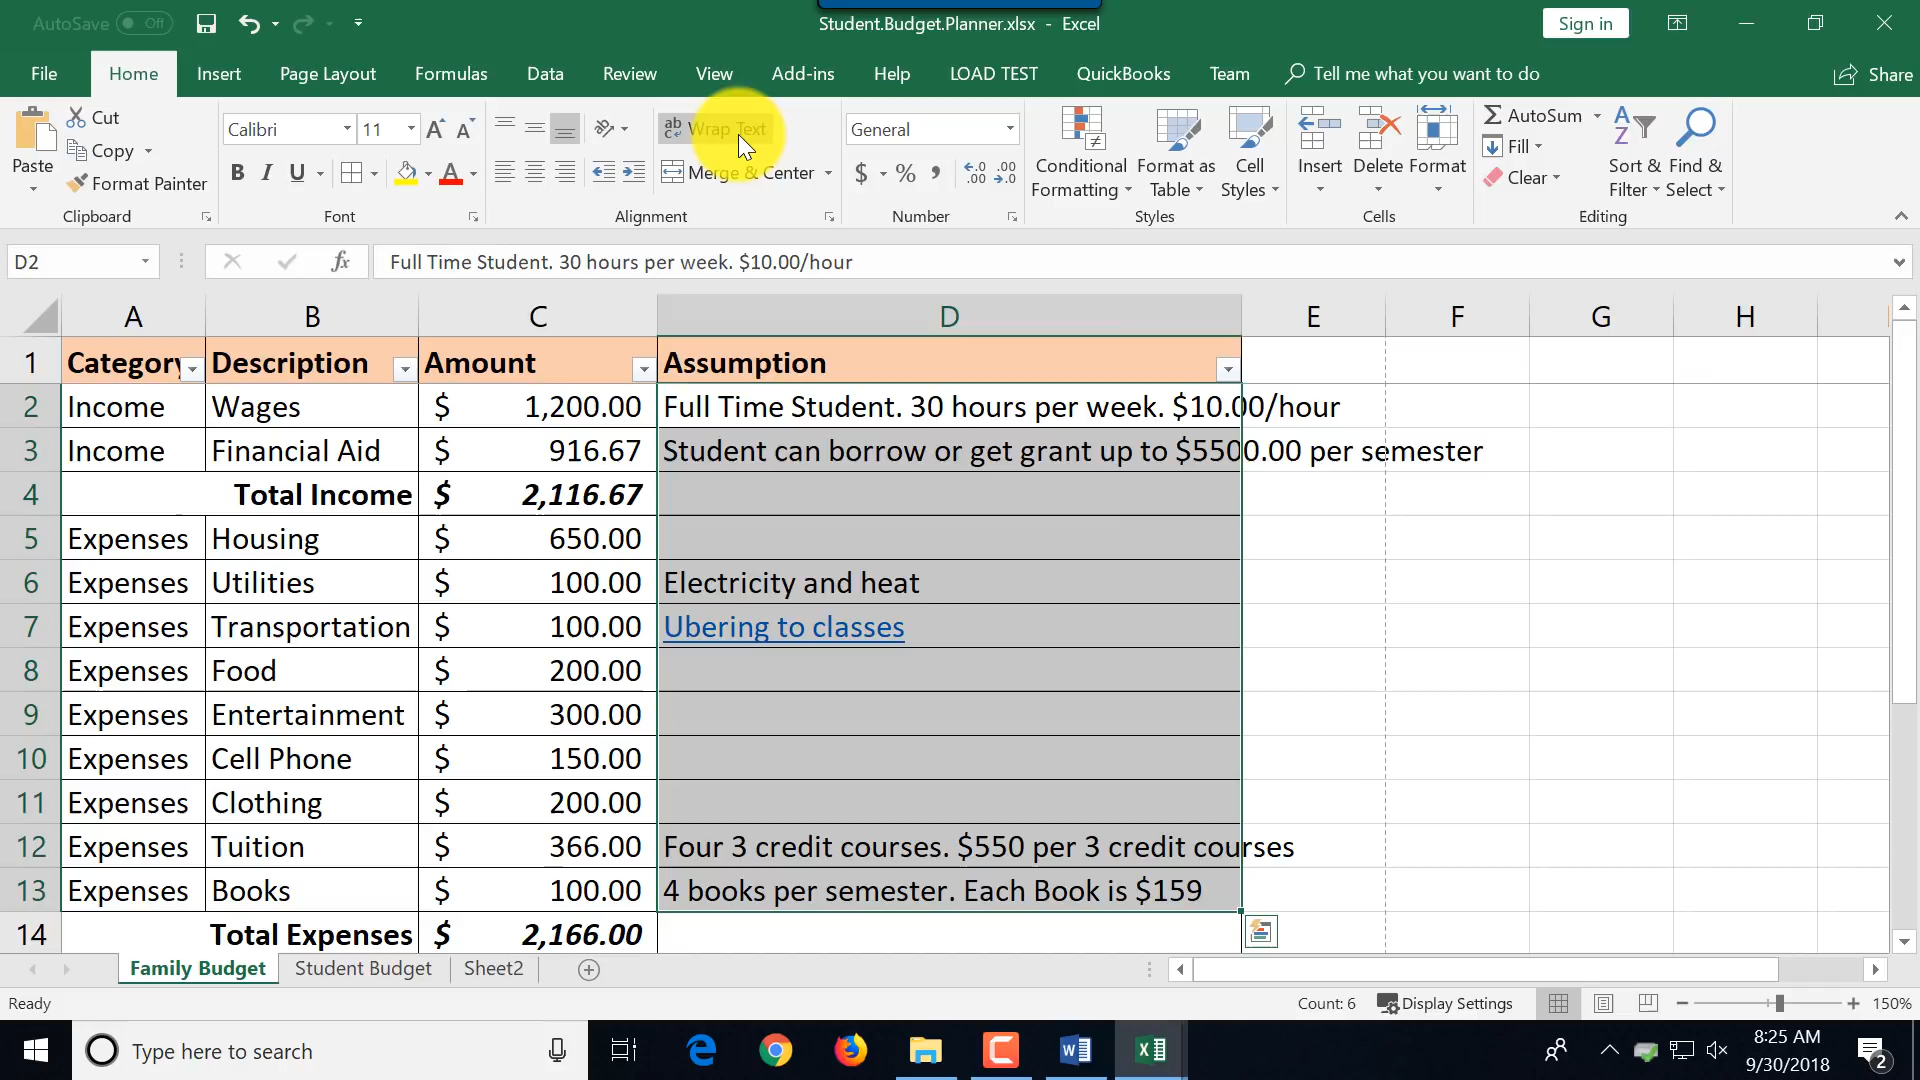 AutoSave Off
Student.Budget.Planner.xlsx - Excel
Sign in
File Home Insert Page Layout Formulas Data Review View Add-ins Help LOAD TEST QuickBooks Team Tell me what you want to do Share
Paste
Cut
Copy
Format Painter
Clipboard
Calibri 11
B I U A
Font
Wrap Text
Merge & Center
Alignment
General
$ % ,
Number
Conditional Formatting
Format as Table
Cell Styles
Styles
Insert Delete Format
Cells
AutoSum
Fill
Clear
Sort & Filter
Find & Select
Editing
D2 fx Full Time Student. 30 hours per week. $10.00/hour
A B C D E F G H
1 Category Description Amount Assumption
2 Income Wages $ 1,200.00 Full Time Student. 30 hours per week. $10.00/hour
3 Income Financial Aid $ 916.67 Student can borrow or get grant up to $5500.00 per semester
4 Total Income $ 2,116.67
5 Expenses Housing $ 650.00
6 Expenses Utilities $ 100.00 Electricity and heat
7 Expenses Transportation $ 100.00 Ubering to classes
8 Expenses Food $ 200.00
9 Expenses Entertainment $ 300.00
10 Expenses Cell Phone $ 150.00
11 Expenses Clothing $ 200.00
12 Expenses Tuition $ 366.00 Four 3 credit courses. $550 per 3 credit courses
13 Expenses Books $ 100.00 4 books per semester. Each Book is $159
14 Total Expenses $ 2,166.00
Family Budget Student Budget Sheet2
Ready Count: 6 Display Settings 150%
Type here to search
8:25 AM
9/30/2018
2